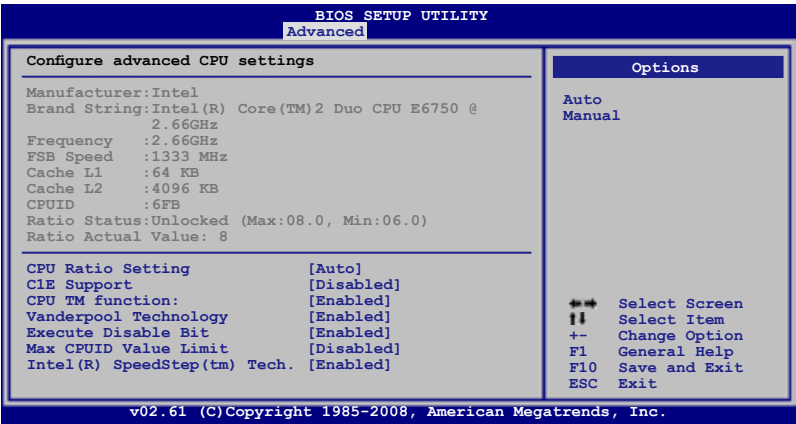 BIOS SETUP UTILITY
Advanced
Configure advanced CPU settings
Manufacturer:Intel
Brand String:Intel(R) Core(TM)2 Duo CPU E6750 @
2.66GHz
Frequency :2.66GHz
FSB Speed :1333 MHz
Cache L1 :64 KB
Cache L2 :4096 KB
CPUID :6FB
Ratio Status:Unlocked (Max:08.0, Min:06.0)
Ratio Actual Value: 8
CPU Ratio Setting [Auto]
C1E Support [Disabled]
CPU TM function: [Enabled]
Vanderpool Technology [Enabled]
Execute Disable Bit [Enabled]
Max CPUID Value Limit [Disabled]
Intel(R) SpeedStep(tm) Tech. [Enabled]
Options
Auto
Manual
←→ Select Screen
↑↓ Select Item
+- Change Option
F1 General Help
F10 Save and Exit
ESC Exit
v02.61 (C)Copyright 1985-2008, American Megatrends, Inc.